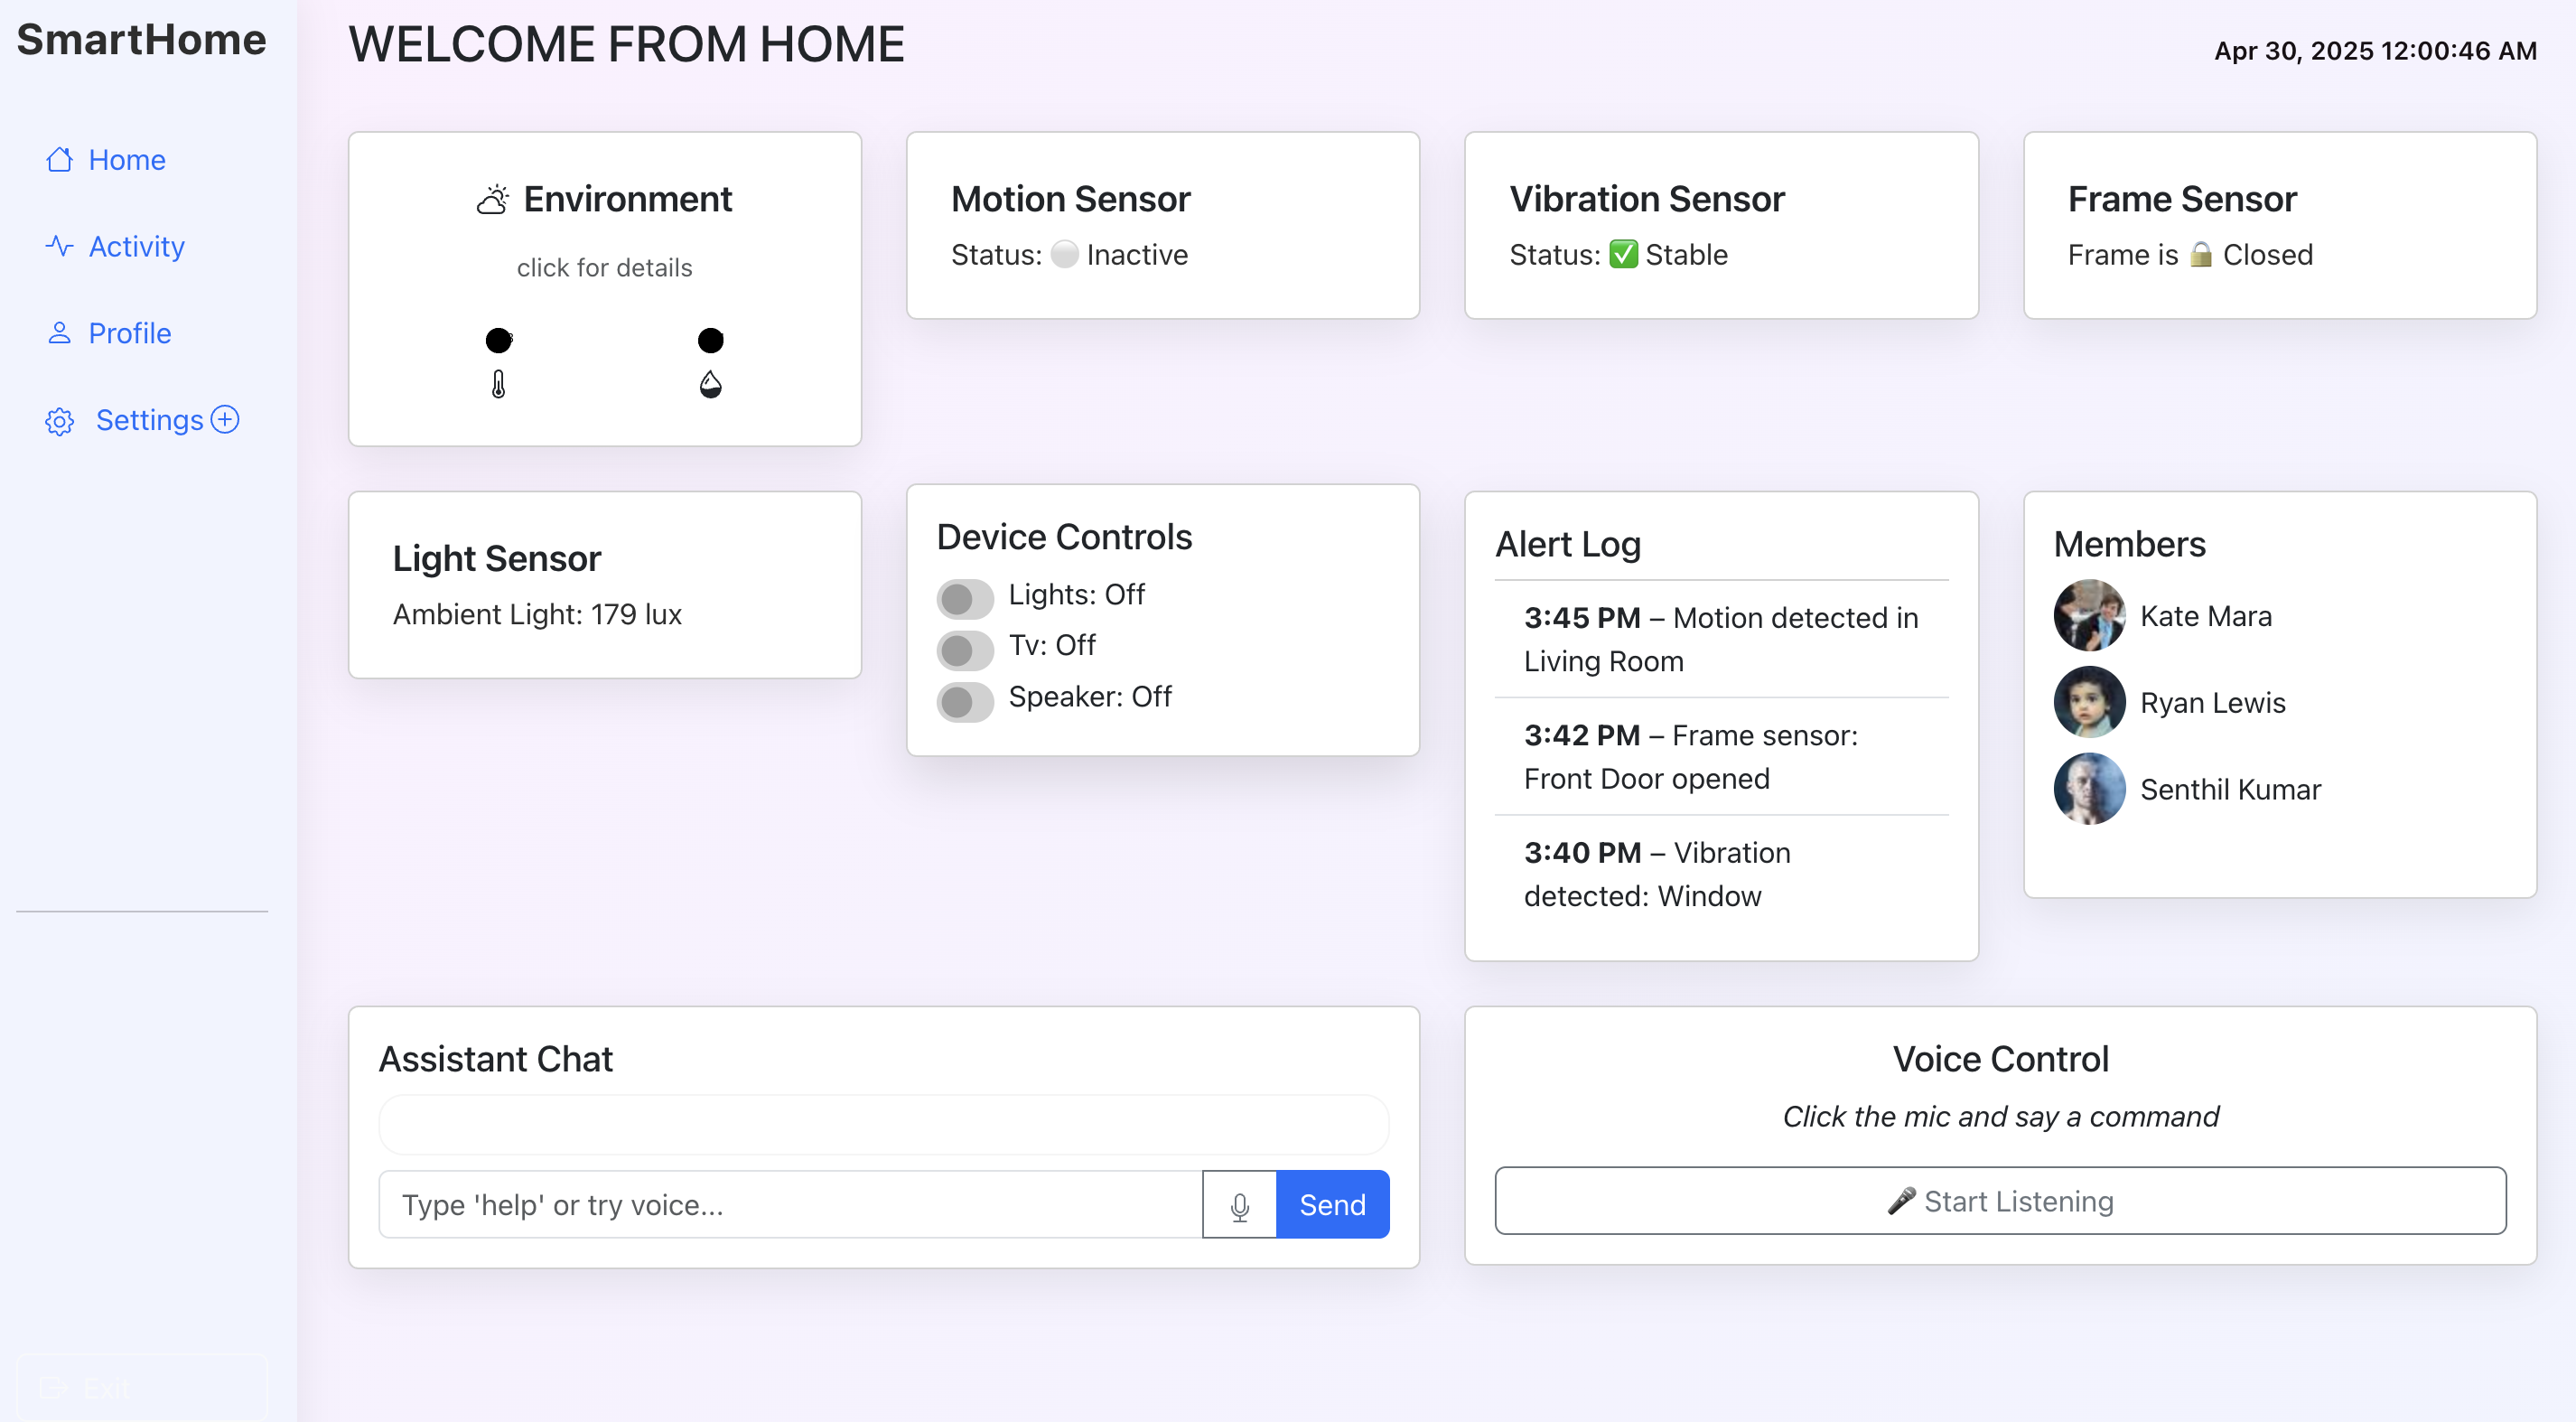 SmartHome
Home
Activity
Profile
Settings
Exit
WELCOME FROM HOME
Apr 30, 2025 12:00:46 AM
Environment
click for details
Motion Sensor
Status: ⚪ Inactive
Vibration Sensor
Status: ✅ Stable
Frame Sensor
Frame is 🔒 Closed
Light Sensor
Ambient Light: 179 lux
Device Controls
Lights: Off
Tv: Off
Speaker: Off
Alert Log
3:45 PM – Motion detected in
Living Room
3:42 PM – Frame sensor:
Front Door opened
3:40 PM – Vibration
detected: Window
Members
Kate Mara
Ryan Lewis
Senthil Kumar
Assistant Chat
Type 'help' or try voice...
Send
Voice Control
Click the mic and say a command
🎤 Start Listening